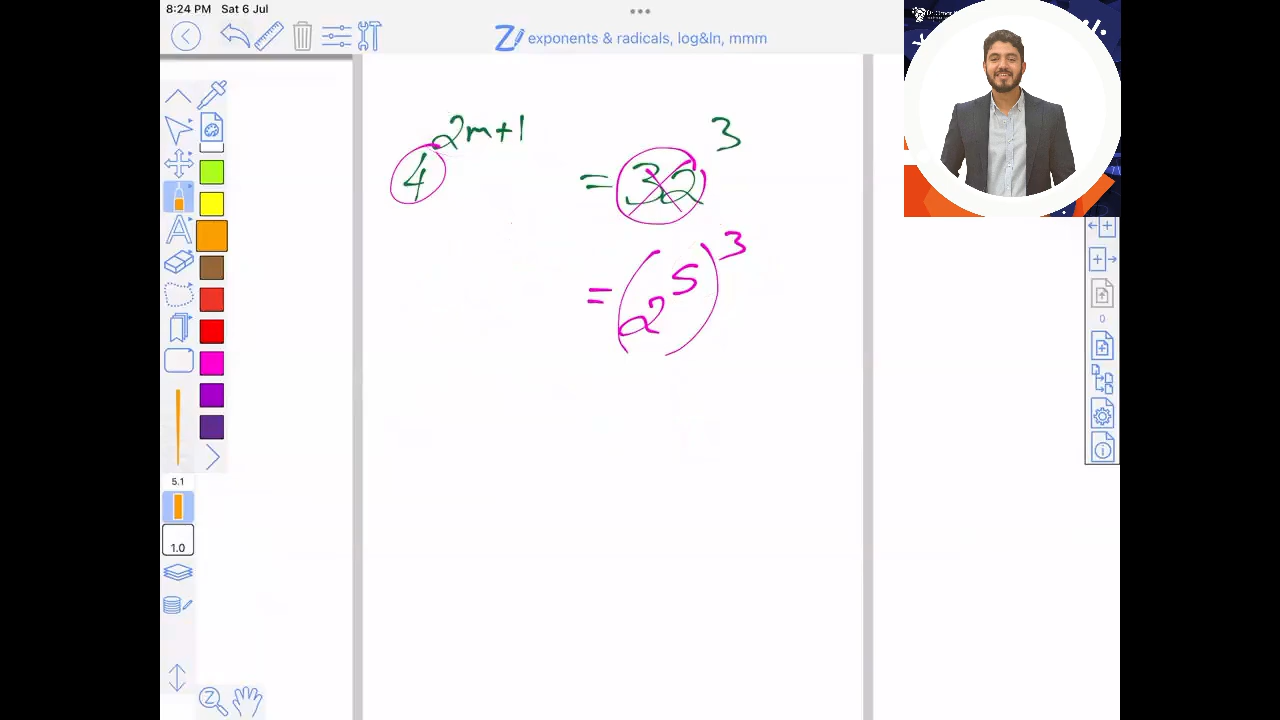 8:24 PM Sat 6 Jul
exponents & radicals, log&ln, mmm
4^{2m+1} = 32^3
= (2^5)^3
5.1
1.0
0